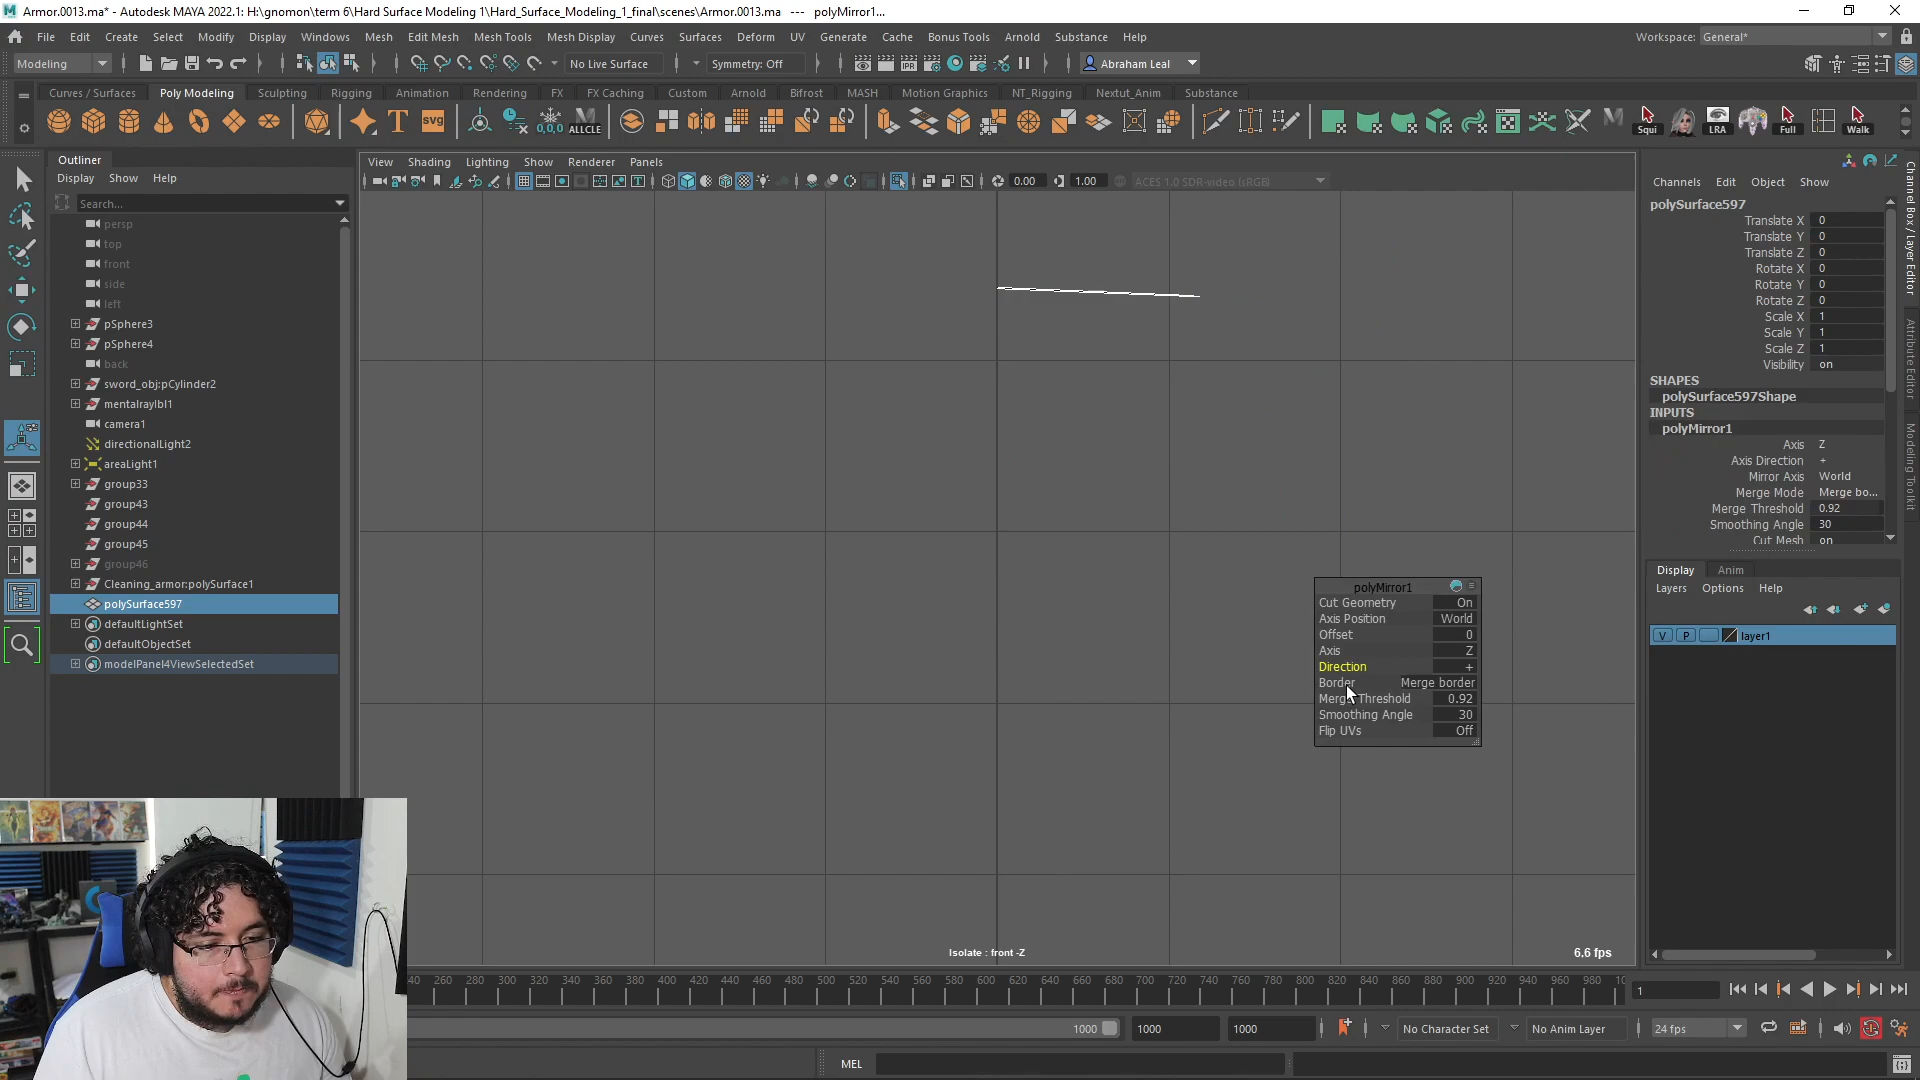 Armor.0013.ma* - Autodesk MAYA 2022.1: H:\gnomon\term 6\Hard Surface Modeling 1\Hard_Surface_Modeling_1_final\scenes\Armor.0013.ma --- polyMirror1...
File Edit Create Select Modify Display Windows Mesh Edit Mesh Mesh Tools Mesh Display Curves Surfaces Deform UV Generate Cache Bonus Tools Arnold Substance Help
Workspace: General*
Modeling
No Live Surface
Symmetry: Off
Abraham Leal
Curves / Surfaces Poly Modeling Sculpting Rigging Animation Rendering FX FX Caching Custom Arnold Bifrost MASH Motion Graphics NT_Rigging Nextut_Anim Substance
T SVG 0,0,0 ALLCLE Squi LRA Full Walk
Outliner
Display Show Help
Search...
persp
top
front
side
left
pSphere3
pSphere4
back
sword_obj:pCylinder2
mentalrayIbl1
camera1
directionalLight2
areaLight1
group33
group43
group44
group45
group46
Cleaning_armor:polySurface1
polySurface597
defaultLightSet
defaultObjectSet
modelPanel4ViewSelectedSet
View Shading Lighting Show Renderer Panels
0.00 1.00 ACES 1.0 SDR-video (sRGB)
polyMirror1
Cut Geometry On
Axis Position World
Offset 0
Axis Z
Direction +
Border Merge border
Merge Threshold 0.92
Smoothing Angle 30
Flip UVs Off
Isolate : front -Z
6.6 fps
Channels Edit Object Show
polySurface597
Translate X 0
Translate Y 0
Translate Z 0
Rotate X 0
Rotate Y 0
Rotate Z 0
Scale X 1
Scale Y 1
Scale Z 1
Visibility on
SHAPES
polySurface597Shape
INPUTS
polyMirror1
Axis Z
Axis Direction +
Mirror Axis World
Merge Mode Merge bo...
Merge Threshold 0.92
Smoothing Angle 30
Cut Mesh on
Display Anim
Layers Options Help
V P layer1
Channel Box / Layer Editor
Attribute Editor
Modeling Toolkit
40 260 280 300 320 340 360 380 400 420 440 460 480 500 520 540 560 580 600 620 640 660 680 700 720 740 760 780 800 820 840 860 880 900 920 940 960 980 10
1
1000 1000 1000
No Character Set
No Anim Layer
24 fps
MEL